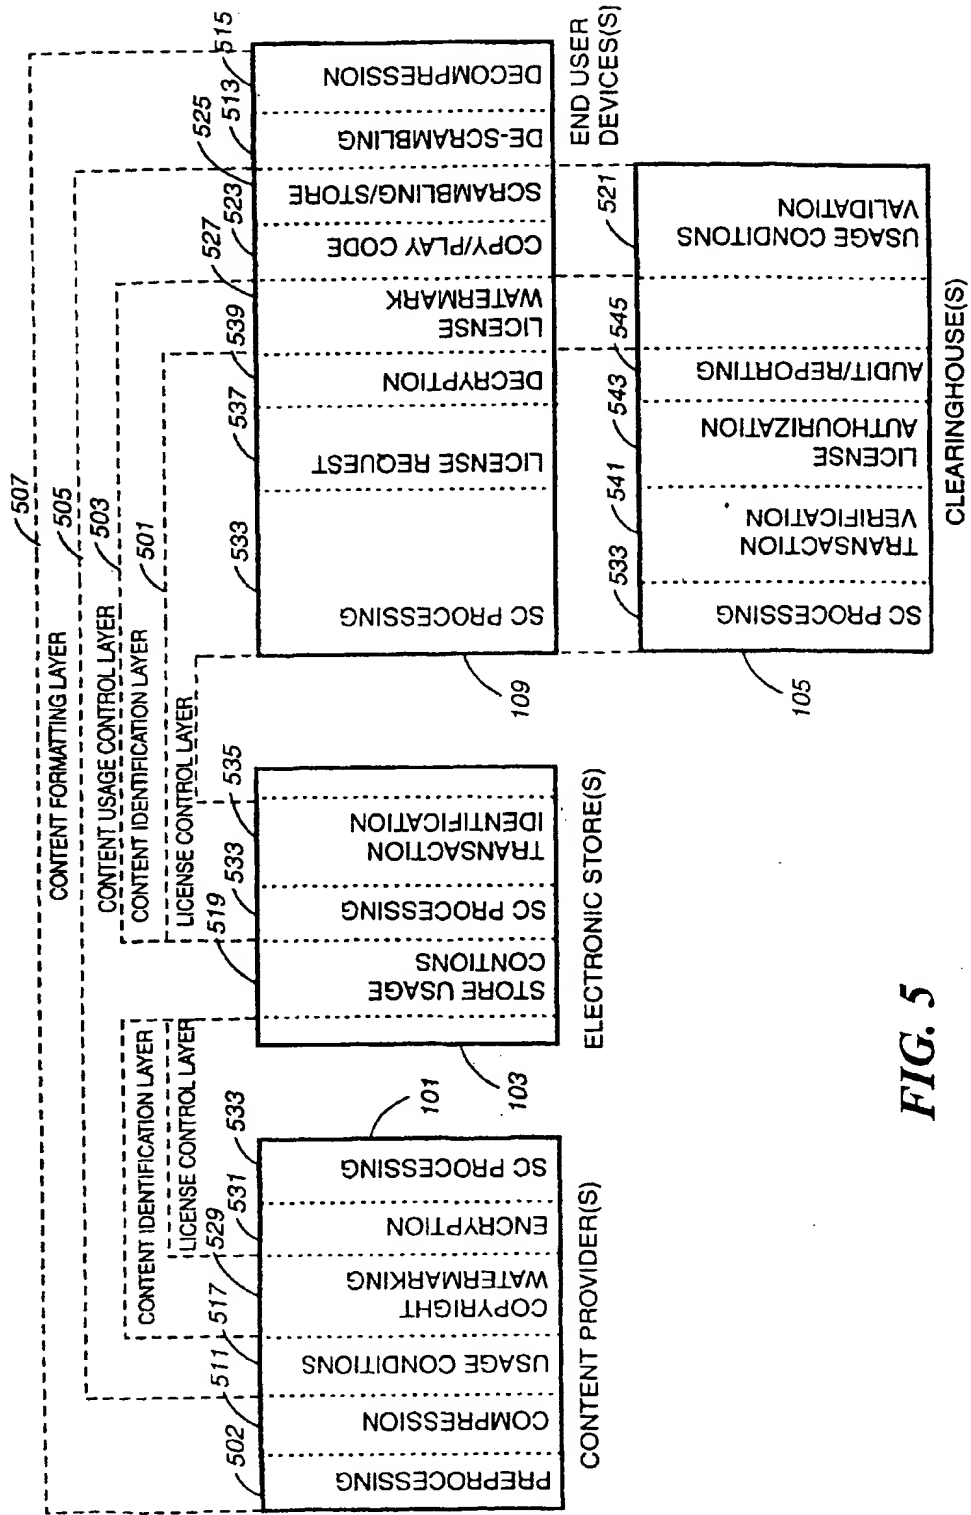 507
CONTENT FORMATTING LAYER
505
CONTENT USAGE CONTROL LAYER
503
CONTENT IDENTIFICATION LAYER
501
LICENSE CONTROL LAYER
CONTENT IDENTIFICATION LAYER
LICENSE CONTROL LAYER
502
511
517
529
531
533
PREPROCESSING
COMPRESSION
USAGE CONDITIONS
COPYRIGHT
WATERMARKING
ENCRYPTION
SC PROCESSING
101
CONTENT PROVIDER(S)
519
533
535
STORE USAGE
CONTIONS
SC PROCESSING
TRANSACTION
IDENTIFICATION
103
ELECTRONIC STORE(S)
533
537
539
527
523
525
513
515
SC PROCESSING
LICENSE REQUEST
DECRYPTION
LICENSE
WATERMARK
COPY/PLAY CODE
SCRAMBLING/STORE
DE-SCRAMBLING
DECOMPRESSION
109
END USER
DEVICES(S)
533
541
543
545
521
SC PROCESSING
TRANSACTION
VERIFICATION
LICENSE
AUTHOURIZATION
AUDIT/REPORTING
USAGE CONDITONS
VALIDATION
105
CLEARINGHOUSE(S)
FIG. 5